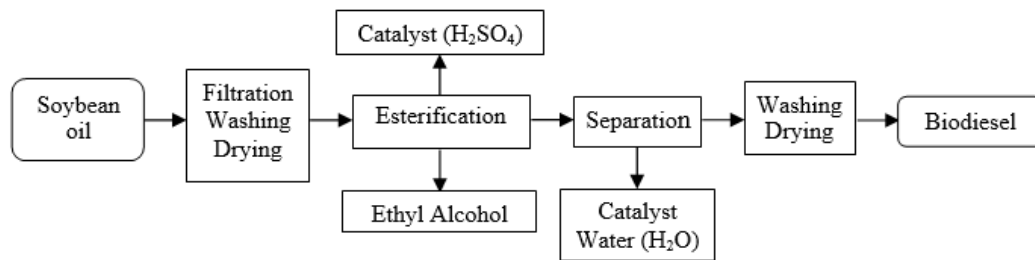 Catalyst (H₂SO₄)
Soybean
oil
Filtration
Washing
Drying
Esterification
Separation
Washing
Drying
Biodiesel
Ethyl Alcohol
Catalyst
Water (H₂O)